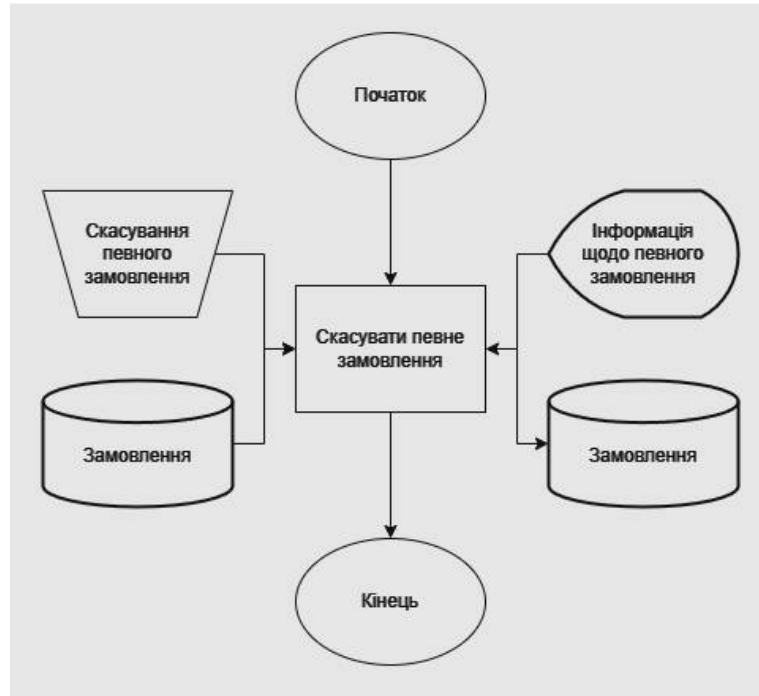 Початок
Скасування
певного
замовлення
Інформація
щодо певного
замовлення
Скасувати певне
замовлення
Замовлення
Замовлення
Кінець